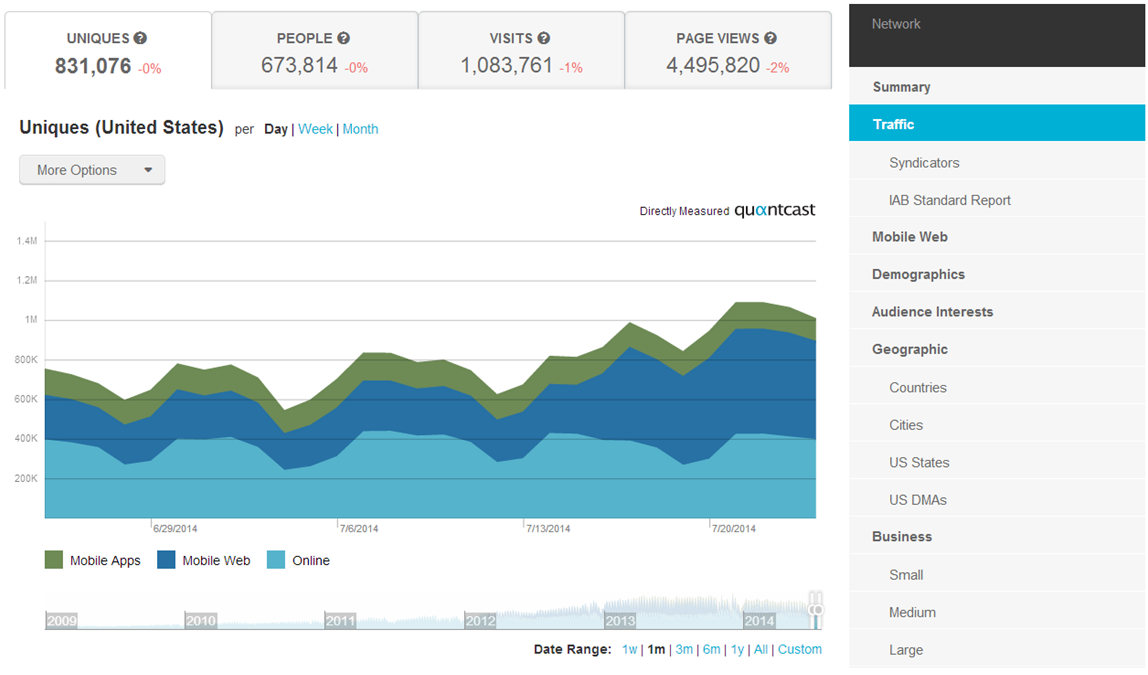 UNIQUES ?
831,076 -0%
PEOPLE ?
673,814 -0%
VISITS ?
1,083,761 -1%
PAGE VIEWS ?
4,495,820 -2%
Uniques (United States) per Day | Week | Month
More Options
Directly Measured quantcast
1.4M
1.2M
1M
800K
600K
400K
200K
6/29/2014 7/6/2014 7/13/2014 7/20/2014
Mobile Apps Mobile Web Online
2009 2010 2011 2012 2013 2014
Date Range: 1w | 1m | 3m | 6m | 1y | All | Custom
Network
Summary
Traffic
Syndicators
IAB Standard Report
Mobile Web
Demographics
Audience Interests
Geographic
Countries
Cities
US States
US DMAs
Business
Small
Medium
Large